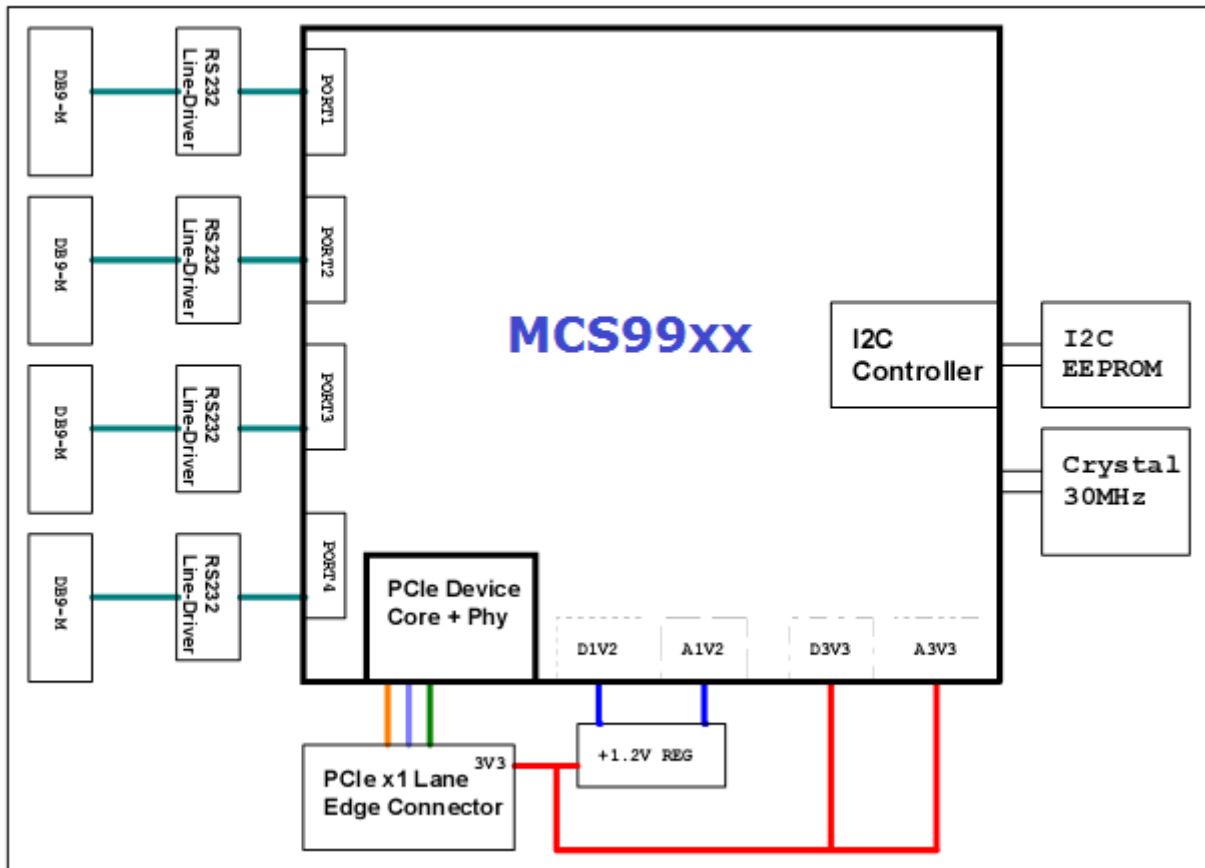 DB9-M
RS232
Line-Driver
PORT1
DB9-M
RS232
Line-Driver
PORT2
MCS99xx
I2C
Controller
I2C
EEPROM
DB9-M
RS232
Line-Driver
PORT3
Crystal
30MHz
DB9-M
RS232
Line-Driver
PORT4
PCIe Device
Core + Phy
D1V2
A1V2
D3V3
A3V3
3V3
PCIe x1 Lane
Edge Connector
+1.2V REG